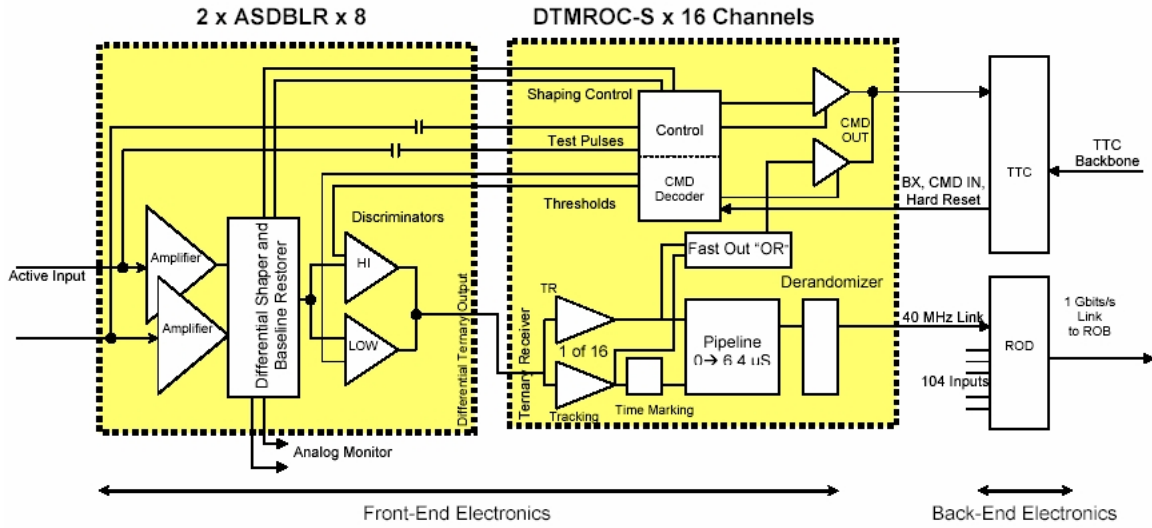 2 x ASDBLR x 8
DTMROC-S x 16 Channels
Shaping Control
Control
Test Pulses
CMD
OUT
CMD
Decoder
Thresholds
BX, CMD IN,
Hard Reset
TTC
TTC
Backbone
Discriminators
Amplifier
Amplifier
Active Input
Differential Shaper and
Baseline Restorer
HI
LOW
Differential Ternary Output
Ternary Receiver
Fast Out "OR"
Derandomizer
TR
1 of 16
Tracking
Time Marking
Pipeline
0→ 6.4 uS
40 MHz Link
104 Inputs
ROD
1 Gbits/s
Link
to ROB
Analog Monitor
Front-End Electronics
Back-End Electronics